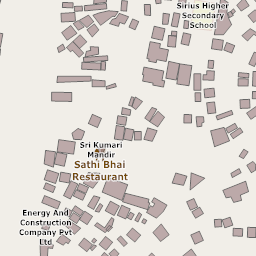 Sirius Higher
Secondary
School
Sri Kumari
Mandir
Sathi Bhai
Restaurant
Energy And
Construction
Company Pvt
Ltd